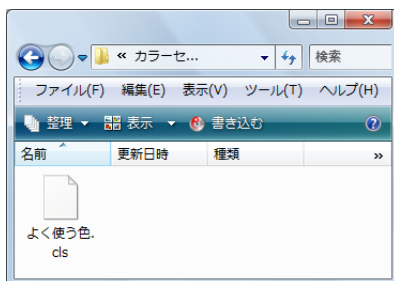 « カラーセ... 検索
ファイル(F) 編集(E) 表示(V) ツール(T) ヘルプ(H)
整理 表示 書き込む
名前 更新日時 種類 »
よく使う色.
cls